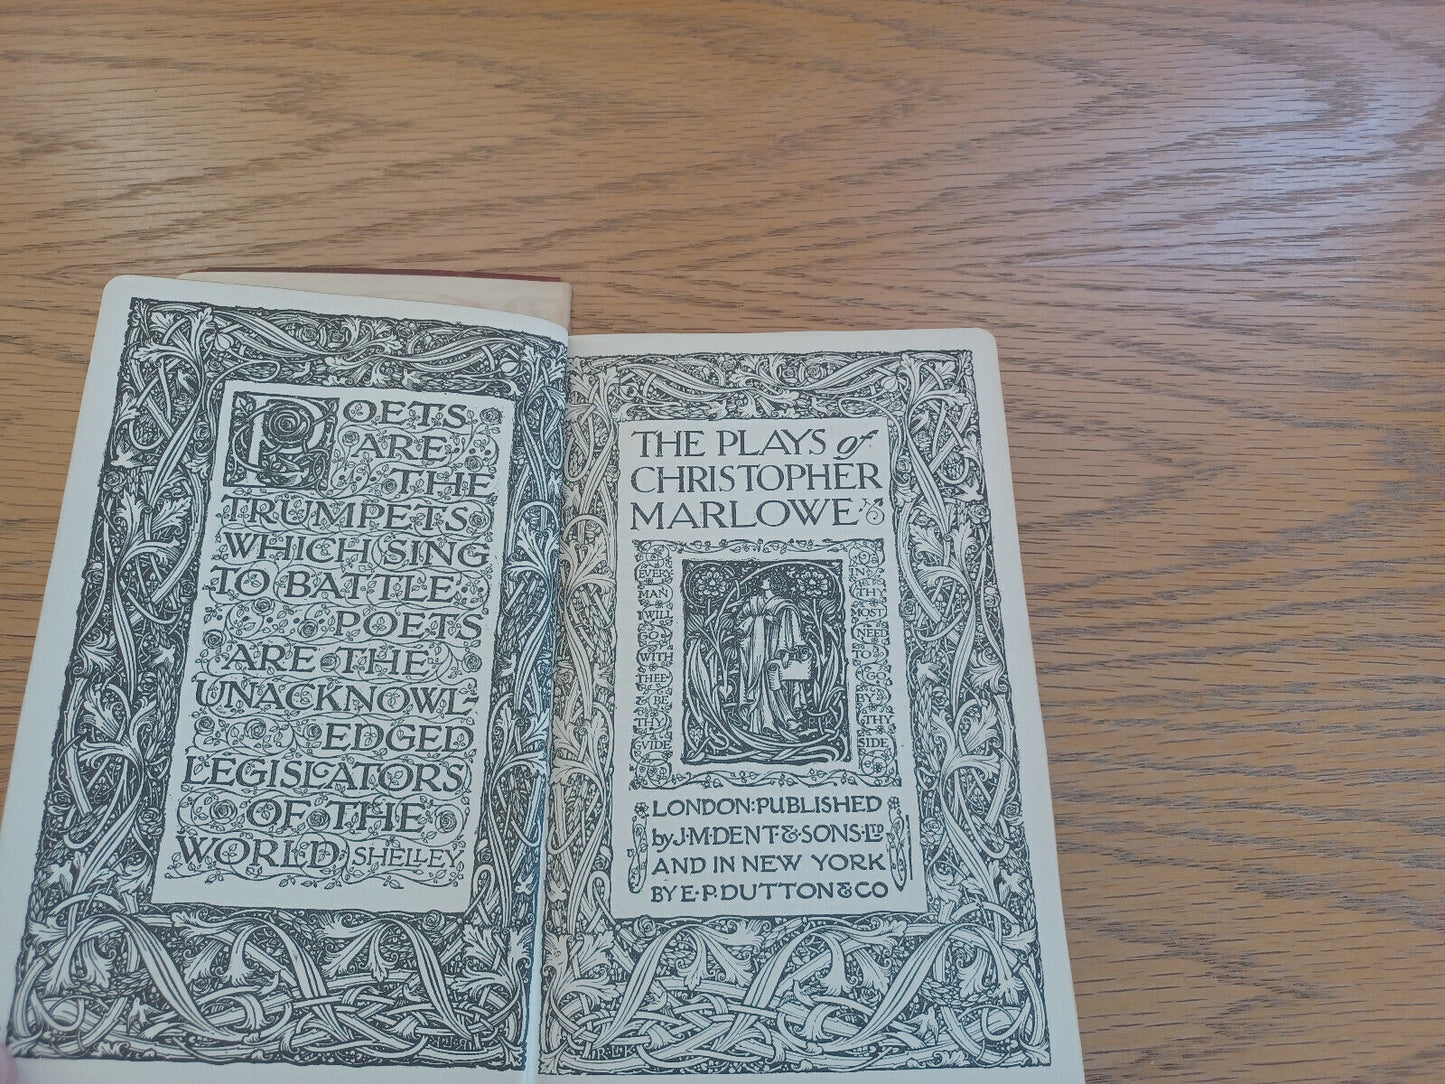 POETS
ARE
THE
TRUMPETS
WHICH SING
TO BATTLE
POETS
ARE THE
UNACKNOWL-
EDGED
LEGISLATORS
OF THE
WORLD SHELLEY
THE PLAYS of
CHRISTOPHER
MARLOWE
EVERY
MAN
I WILL
GO
WITH
THEE
& BE
THY
GUIDE
IN
THY
MOST
NEED
TO
GO
BY
THY
SIDE
LONDON: PUBLISHED
by J·M·DENT & SONS·LTD
AND IN NEW YORK
BY E·P·DUTTON & CO
R·L·K